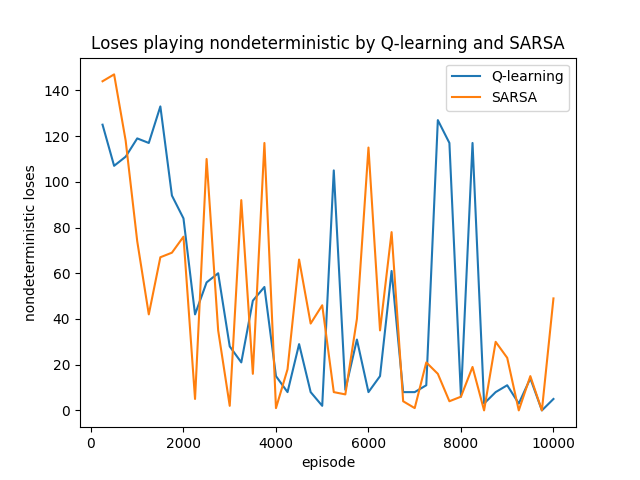 Loses playing nondeterministic by Q-learning and SARSA
Q-learning
SARSA
nondeterministic loses
140
120
100
80
60
40
20
0
0 2000 4000 6000 8000 10000
episode